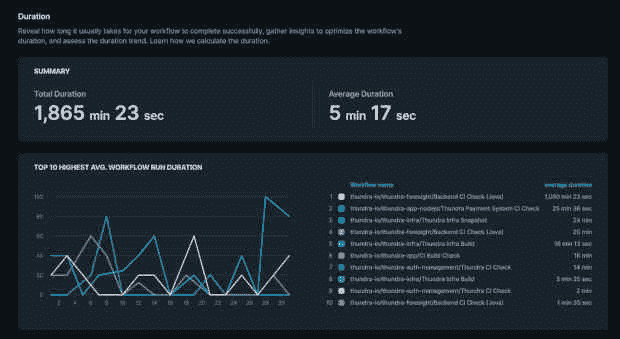 Duration
Reveal how long it usually takes for your workflow to complete successfully, gather insights to optimize the workflow's
duration, and assess the duration trend. Learn how we calculate the duration.
SUMMARY
Total Duration
1,865 min 23 sec
Average Duration
5 min 17 sec
TOP 10 HIGHEST AVG. WORKFLOW RUN DURATION
100
80
60
40
0
2 4 6 8 10 12 14 16 18 20 22 24 26 28
Workflow name average duration
1 thundra-io/thundra-foresight/Backend CI Check (Java) min 23 sec
2 thundra-io/thundra-app-nodejs/Thundra Payment System CI Check 25 min 36 sec
3 thundra-io/thundra-infra/Thundra Infra Snapshot 24 min
4 thundra-io/thundra-foresight/Backend CI Check (Java) 20 min
5 thundra-io/thundra-infra/Thundra Infra Build min 13 sec
6 thundra-io/thundra-app/CI Build Check 16 min
7 thundra-io/thundra-auth-management/Thundra CI Check 14 min
8 thundra-io/thundra-infra/Thundra Infra Build 3 min sec
9 thundra-io/thundra-auth-management/Thundra CI Check 2 min
10 thundra-io/thundra-foresight/Backend CI Check (Java) 1 min sec